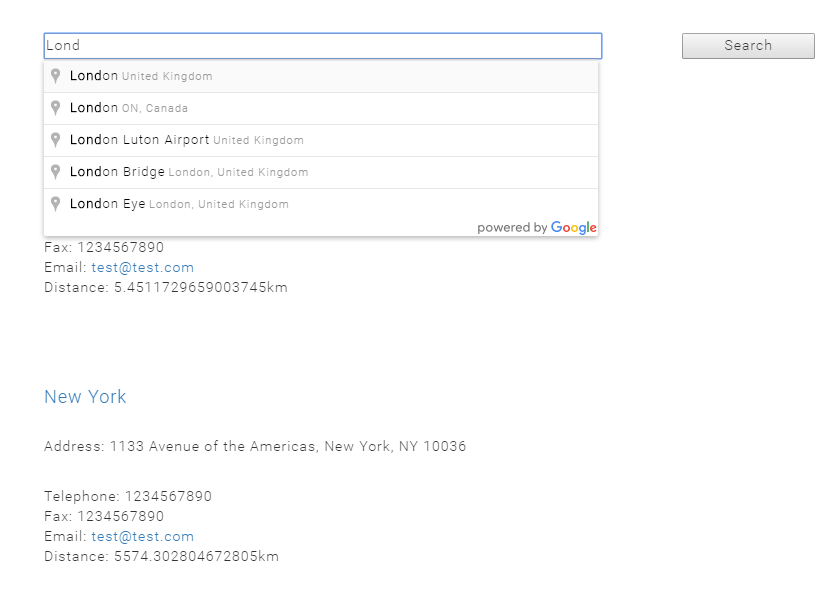 Lond
Search
London United Kingdom
London ON, Canada
London Luton Airport United Kingdom
London Bridge London, United Kingdom
London Eye London, United Kingdom
powered by Google
Fax: 1234567890
Email: test@test.com
Distance: 5.4511729659003745km
New York
Address: 1133 Avenue of the Americas, New York, NY 10036
Telephone: 1234567890
Fax: 1234567890
Email: test@test.com
Distance: 5574.302804672805km